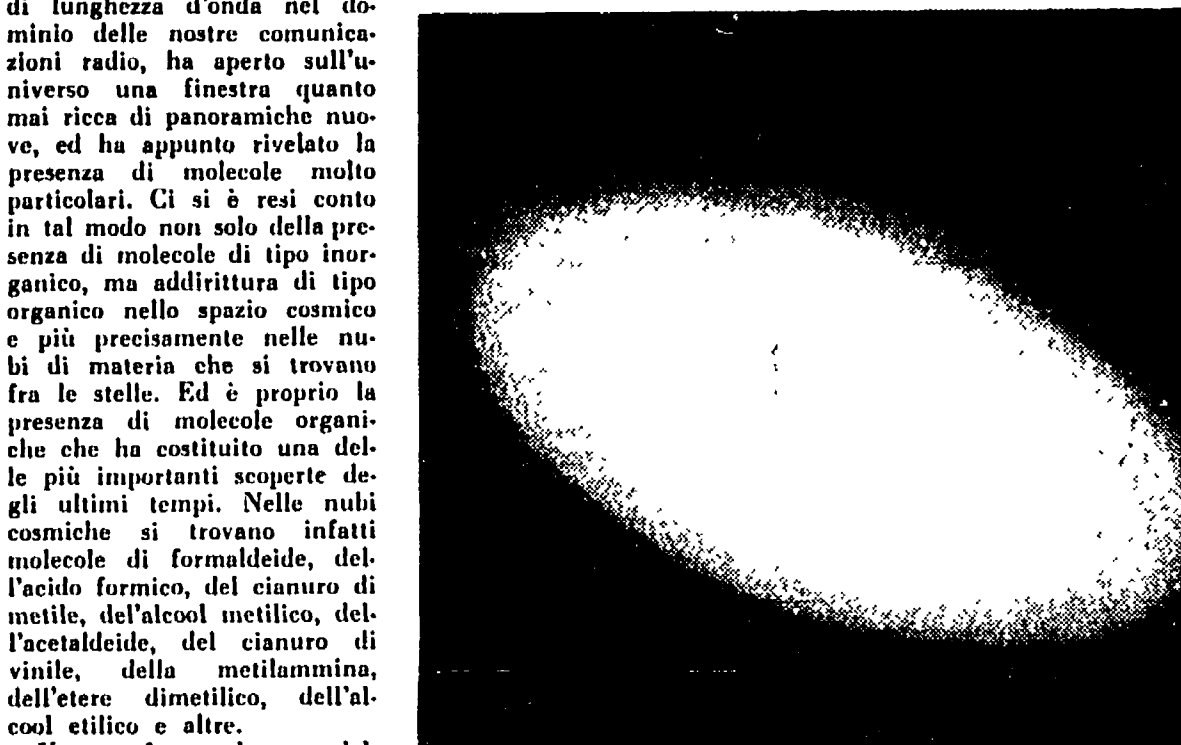 di lunghezza d'onda nel do-
minio delle nostre comunica-
zioni radio, ha aperto sull'u-
niverso una finestra quanto
mai ricca di panoramiche nuo-
ve, ed ha appunto rivelato la
presenza di molecole molto
particolari. Ci si è resi conto
in tal modo non solo della pre-
senza di molecole di tipo inor-
ganico, ma addirittura di tipo
organico nello spazio cosmico
e più precisamente nelle nu-
bi di materia che si trovano
fra le stelle. Ed è proprio la
presenza di molecole organi-
che che ha costituito una del-
le più importanti scoperte de-
gli ultimi tempi. Nelle nubi
cosmiche si trovano infatti
molecole di formaldeide, del-
l'acido formico, del cianuro di
metile, del'alcool metilico, del-
l'acetaldeide, del cianuro di
vinile, della metilammina,
dell'etere dimetilico, dell'al-
cool etilico e altre.